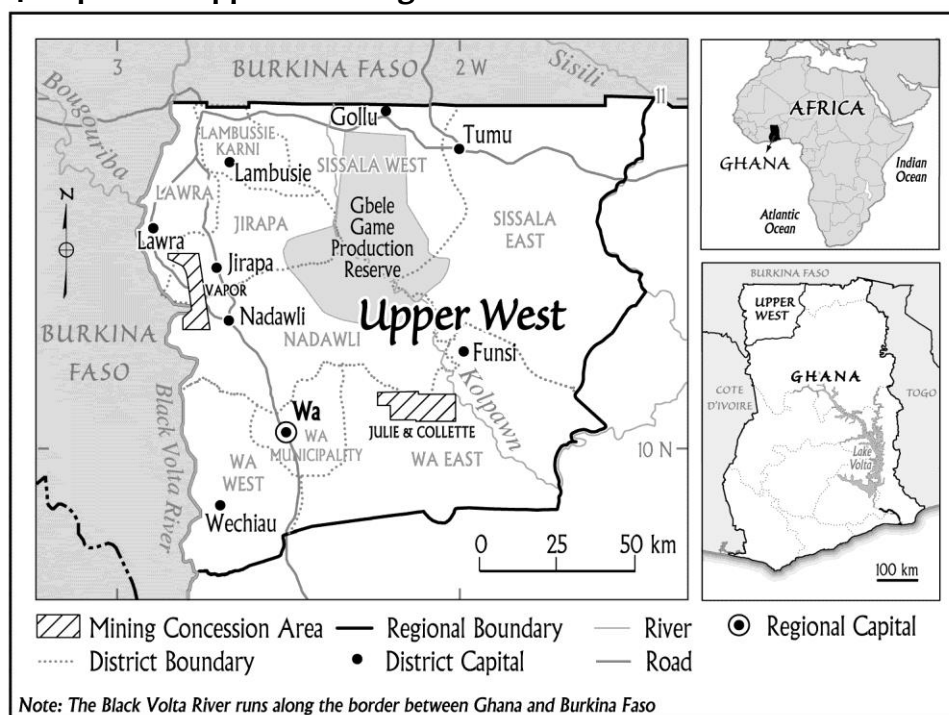 3
2 W
BURKINA FASO
Sisili
Bougouriba
11
Gollu
Tumu
LAMBUSSIE
KARNI
SISSALA WEST
Lambusie
LAWRA
N
Gbele
Game
Production
Reserve
JIRAPA
SISSALA
EAST
Lawra
Jirapa
VAPOR
Nadawli
Upper West
BURKINA
FASO
NADAWLI
Funsi
Kolpawn
Black Volta River
Wa
JULIE & COLLETTE
WA
MUNICIPALITY
WA EAST
10 N
WA
WEST
Wechiau
0 25 50 km
AFRICA
GHANA
Indian
Ocean
Atlantic
Ocean
BURKINA FASO
UPPER
WEST
GHANA
COTE
D'IVOIRE
TOGO
Lake
Volta
100 km
Mining Concession Area
Regional Boundary
River
Regional Capital
District Boundary
District Capital
Road
Note: The Black Volta River runs along the border between Ghana and Burkina Faso